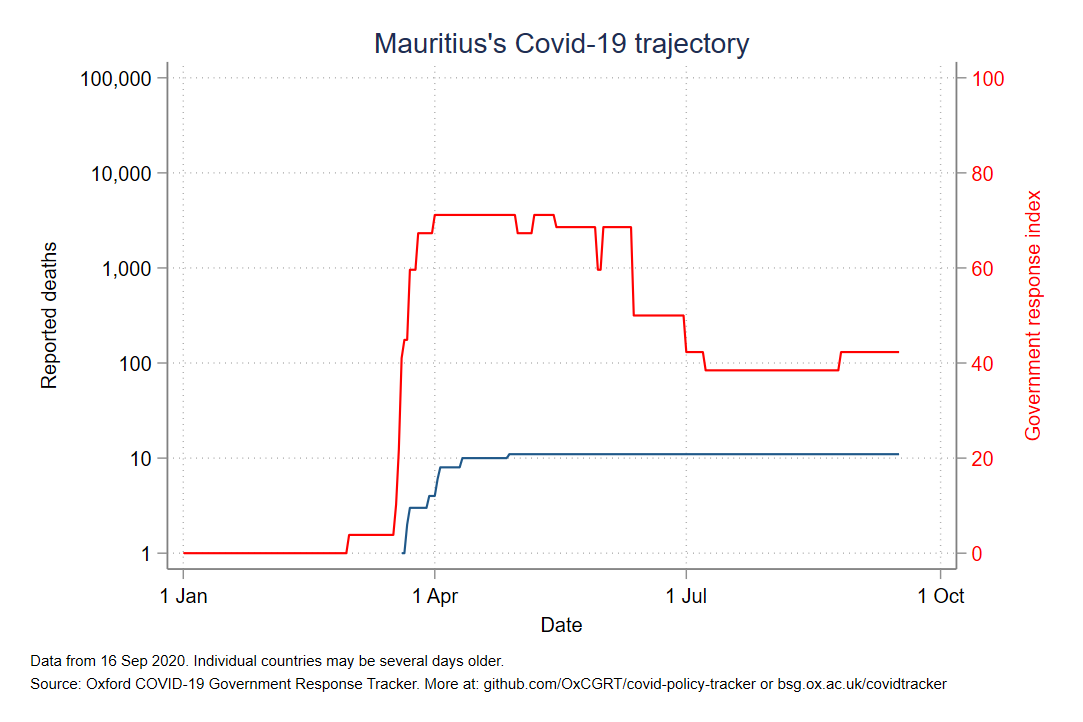 Mauritius's Covid-19 trajectory
100,000
10,000
1,000
100
10
1
Reported deaths
100
80
60
40
20
0
Government response index
1 Jan
1 Apr
1 Jul
1 Oct
Date
Data from 16 Sep 2020. Individual countries may be several days older.
Source: Oxford COVID-19 Government Response Tracker. More at: github.com/OxCGRT/covid-policy-tracker or bsg.ox.ac.uk/covidtracker